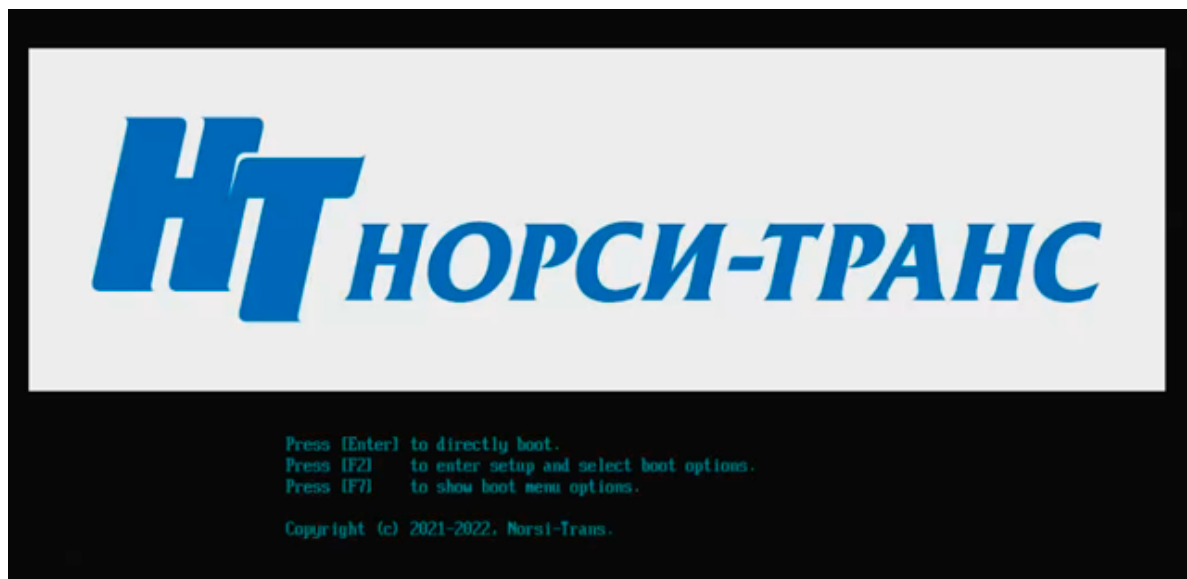 НТ НОРСИ-ТРАНС
Press [Enter] to directly boot.
Press [F2] to enter setup and select boot options.
Press [F7] to show boot menu options.
Copyright (c) 2021-2022, Norsi-Trans.